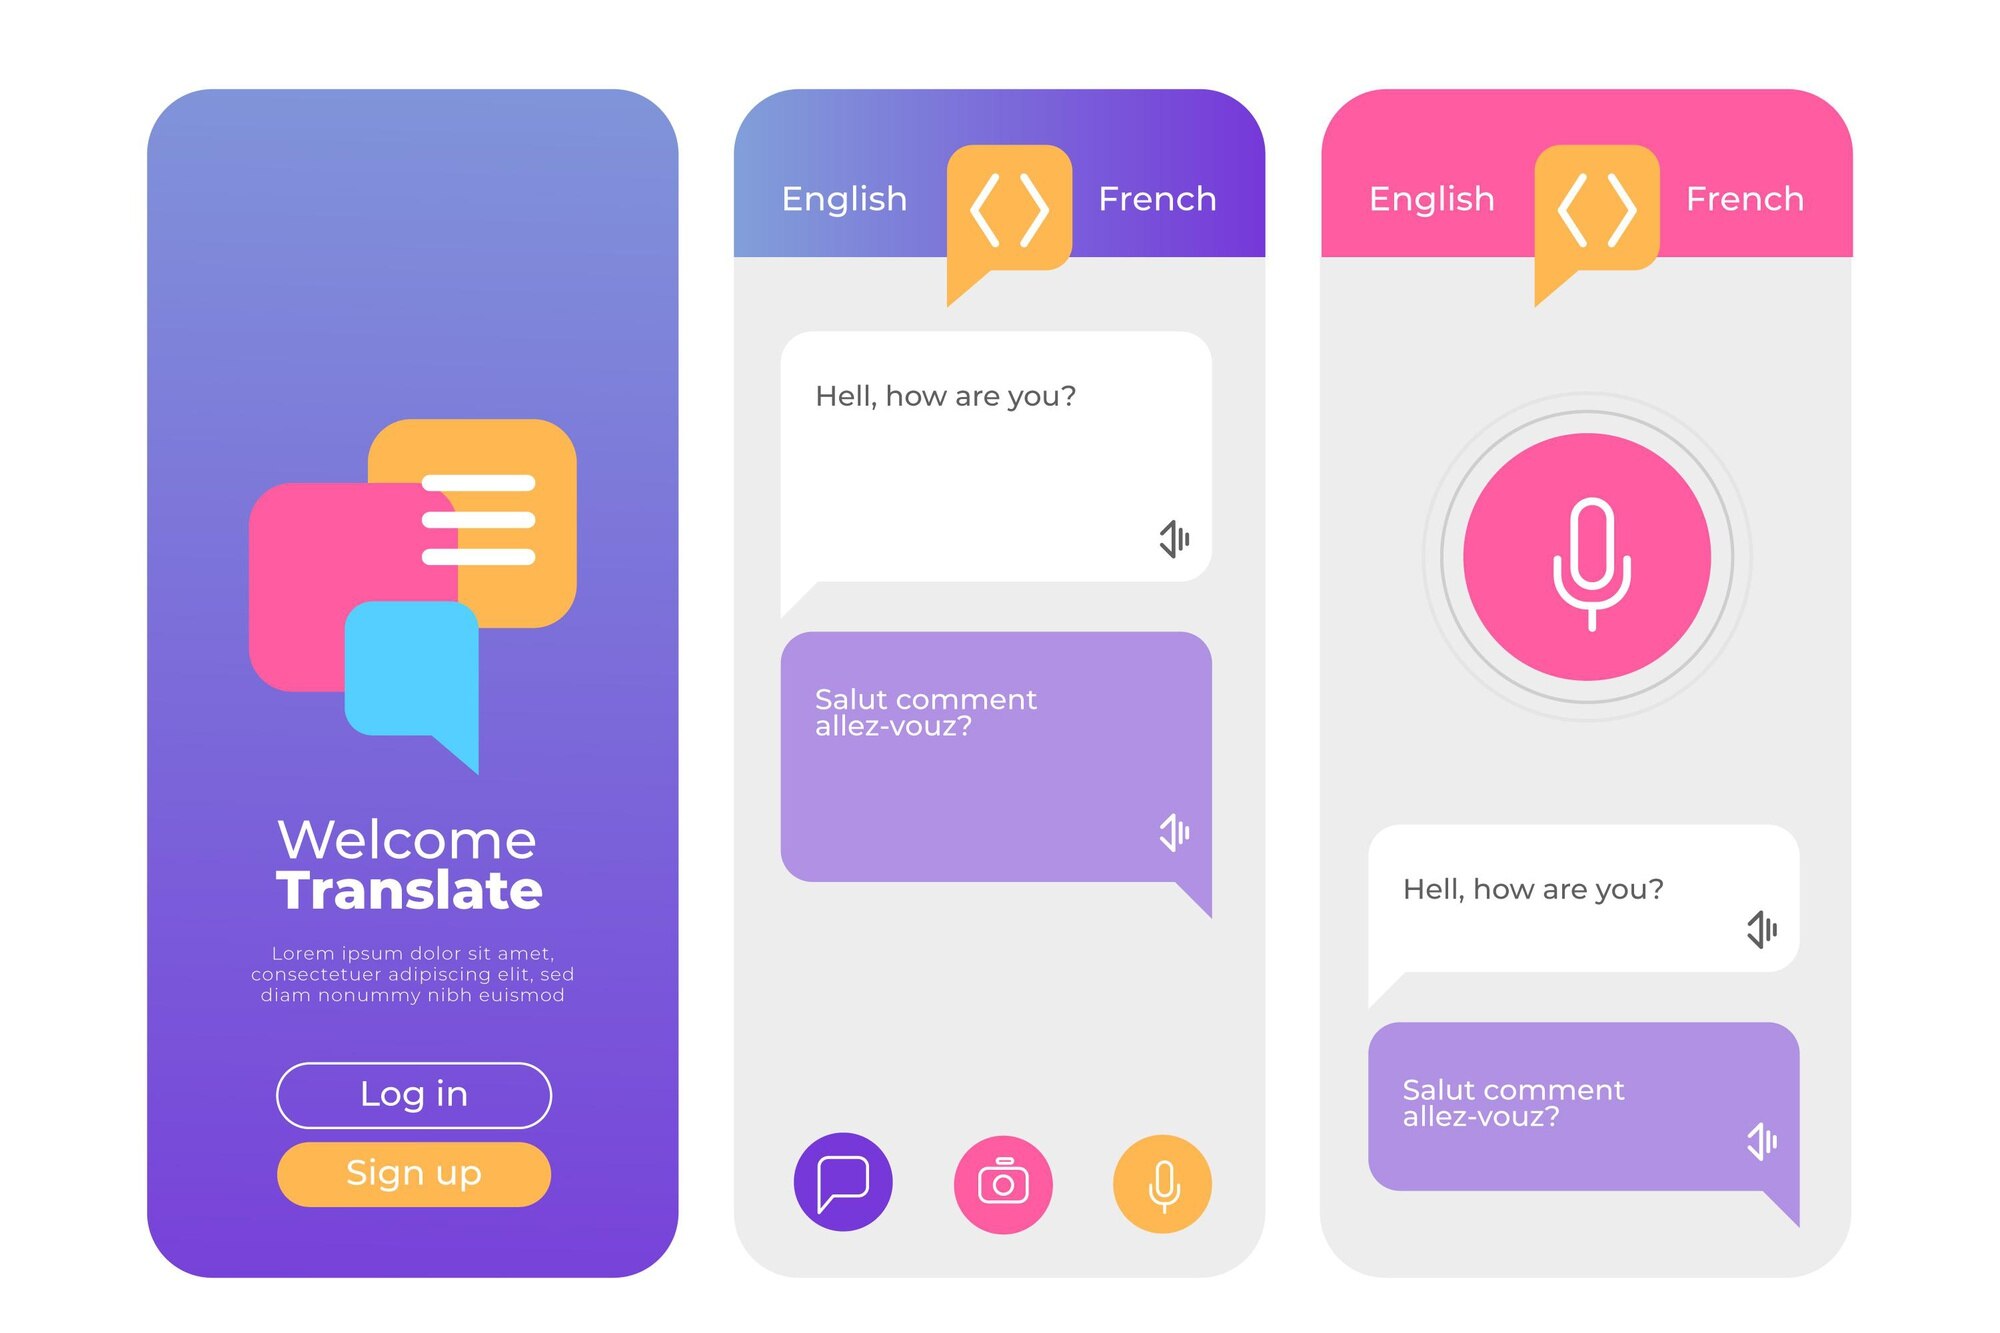 Welcome
Translate
Lorem ipsum dolor sit amet,
consectetuer adipiscing elit, sed
diam nonummy nibh euismod
Log in
Sign up
English
French
Hell, how are you?
Salut comment
allez-vouz?
English
French
Hell, how are you?
Salut comment
allez-vouz?